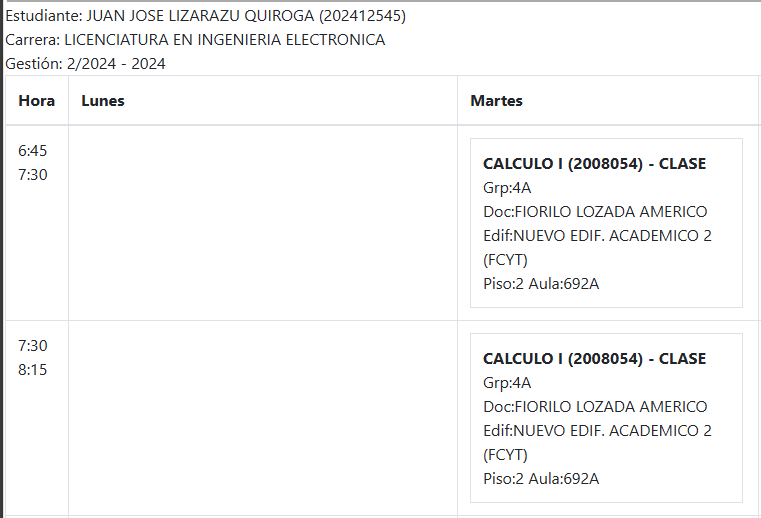 Estudiante: JUAN JOSE LIZARAZU QUIROGA (202412545)
Carrera: LICENCIATURA EN INGENIERIA ELECTRONICA
Gestión: 2/2024 - 2024
Hora Lunes Martes
6:45
7:30
CALCULO I (2008054) - CLASE
Grp:4A
Doc:FIORILO LOZADA AMERICO
Edif:NUEVO EDIF. ACADEMICO 2
(FCYT)
Piso:2 Aula:692A
7:30
8:15
CALCULO I (2008054) - CLASE
Grp:4A
Doc:FIORILO LOZADA AMERICO
Edif:NUEVO EDIF. ACADEMICO 2
(FCYT)
Piso:2 Aula:692A